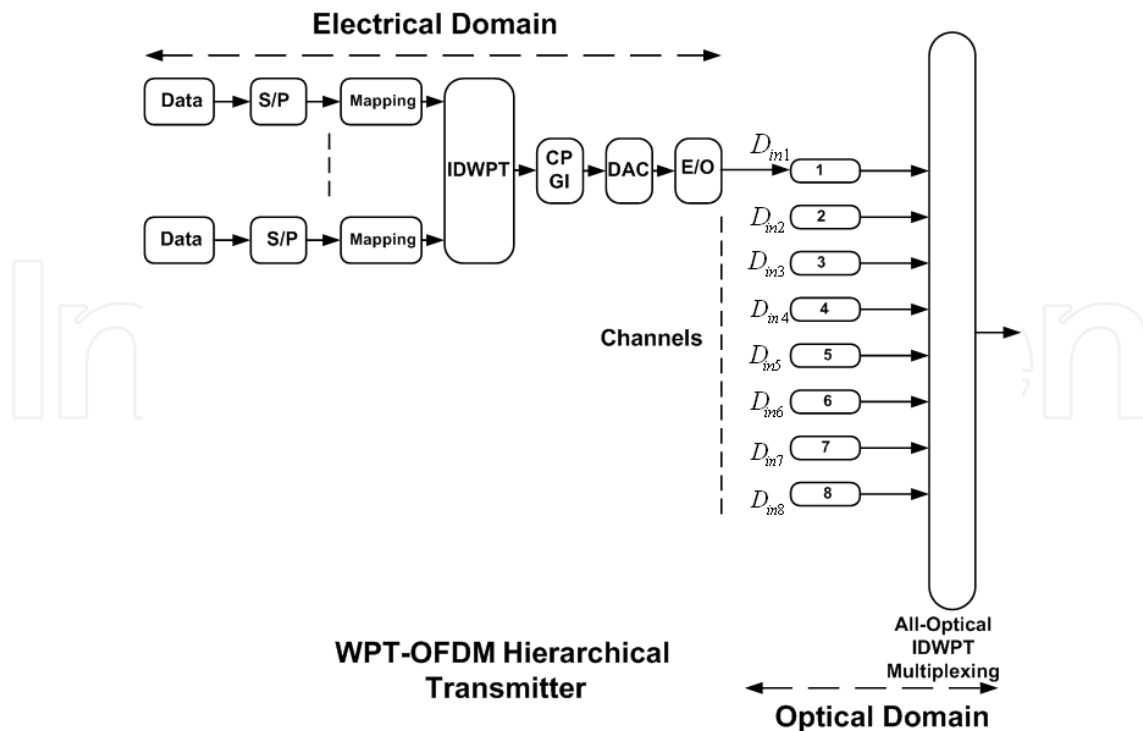 Electrical Domain
Data
S/P
Mapping
IDWPT
CP
GI
DAC
E/O
Data
S/P
Mapping
Channels
D_in1
1
D_in2
2
D_in3
3
D_in4
4
D_in5
5
D_in6
6
D_in7
7
D_in8
8
All-Optical
IDWPT
Multiplexing
WPT-OFDM Hierarchical
Transmitter
Optical Domain